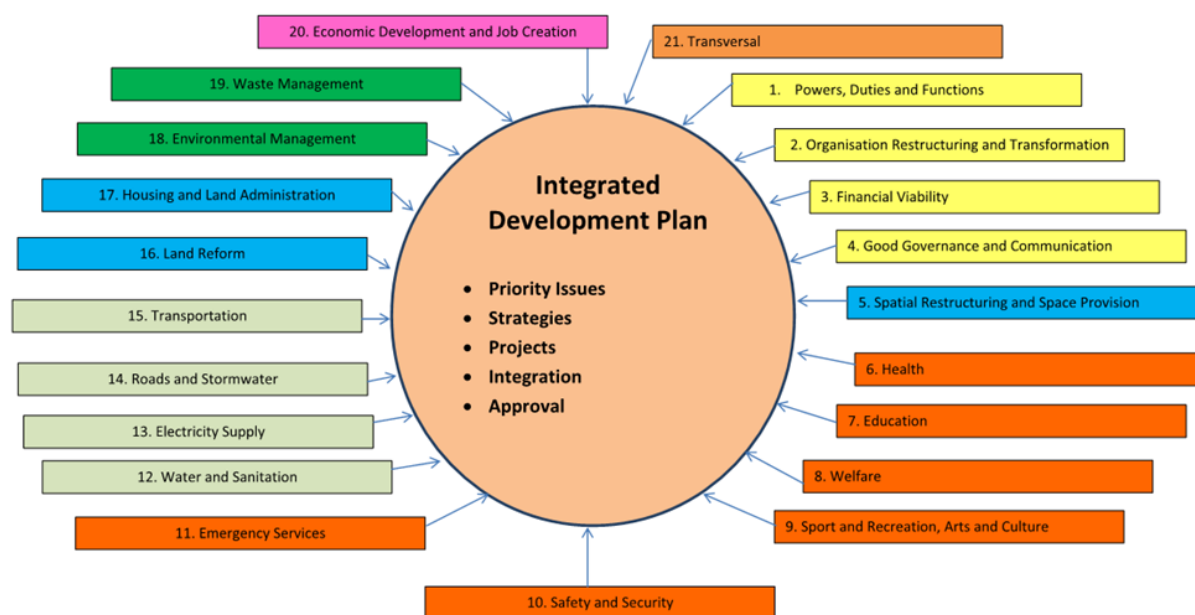 20. Economic Development and Job Creation
21. Transversal
19. Waste Management
1. Powers, Duties and Functions
18. Environmental Management
2. Organisation Restructuring and Transformation
17. Housing and Land Administration
3. Financial Viability
16. Land Reform
4. Good Governance and Communication
15. Transportation
5. Spatial Restructuring and Space Provision
14. Roads and Stormwater
6. Health
13. Electricity Supply
7. Education
12. Water and Sanitation
8. Welfare
11. Emergency Services
9. Sport and Recreation, Arts and Culture
10. Safety and Security
Integrated
Development Plan
• Priority Issues
• Strategies
• Projects
• Integration
• Approval